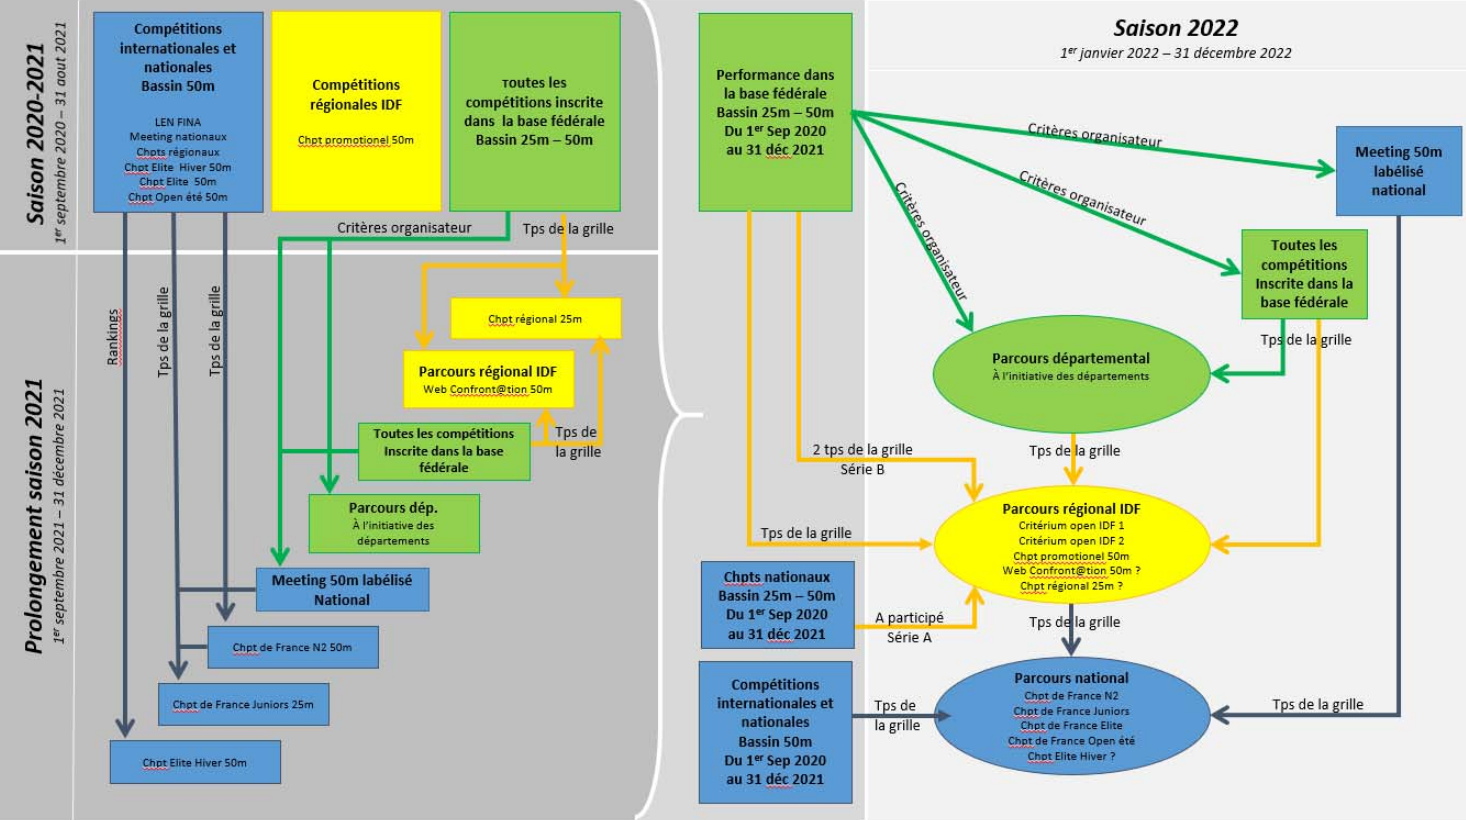 Saison 2020-2021
1er septembre 2020 – 31 aout 2021
Compétitions
internationales et
nationales
Bassin 50m
LEN FINA
Meeting nationaux
Chpts régionaux
Chpt Elite Hiver 50m
Chpt Elite 50m
Chpt Open été 50m
Compétitions
régionales IDF
Chpt promotionel 50m
Toutes les
compétitions inscrite
dans la base fédérale
Bassin 25m – 50m
Critères organisateur
Tps de la grille
Prolongement saison 2021
1er septembre 2021 – 31 décembre 2021
Rankings
Tps de la grille
Tps de la grille
Chpt régional 25m
Parcours régional IDF
Web Confront@tion 50m
Toutes les compétitions
Inscrite dans la base
fédérale
Tps de
la grille
Parcours dép.
À l'initiative des
départements
Meeting 50m labélisé
National
Chpt de France N2 50m
Chpt de France Juniors 25m
Chpt Elite Hiver 50m
Performance dans
la base fédérale
Bassin 25m – 50m
Du 1er Sep 2020
au 31 déc 2021
Saison 2022
1er janvier 2022 – 31 décembre 2022
Critères organisateur
Critères organisateur
Critères organisateur
Meeting 50m
labélisé
national
Toutes les
compétitions
Inscrite dans la
base fédérale
Tps de la grille
Parcours départemental
À l'initiative des départements
Tps de la grille
2 tps de la grille
Série B
Tps de la grille
Parcours régional IDF
Critérium open IDF 1
Critérium open IDF 2
Chpt promotionel 50m
Web Confront@tion 50m ?
Chpt régional 25m ?
Chpts nationaux
Bassin 25m – 50m
Du 1er Sep 2020
au 31 déc 2021
A participé
Série A
Tps de la grille
Compétitions
internationales et
nationales
Bassin 50m
Du 1er Sep 2020
au 31 déc 2021
Tps de
la grille
Parcours national
Chpt de France N2
Chpt de France Juniors
Chpt de France Elite
Chpt de France Open été
Chpt Elite Hiver ?
Tps de la grille